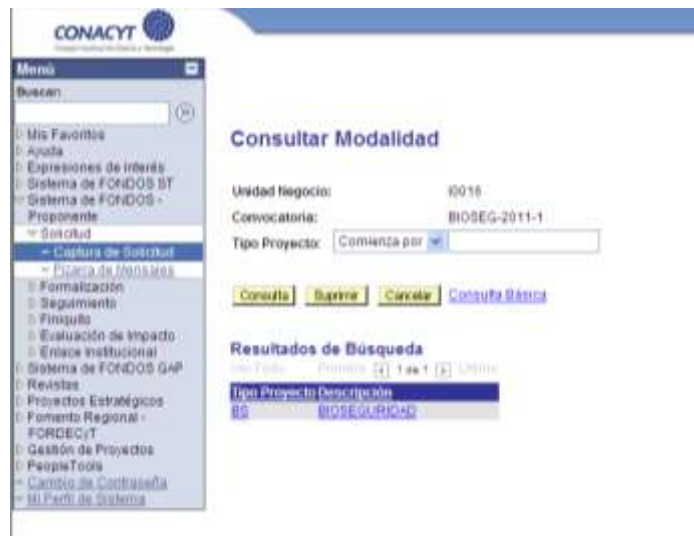 CONACYT
Menú
Buscar:
Mis Favoritos
Ayuda
Expresiones de Interés
Sistema de FONDOS ST
Sistema de FONDOS -
Proponente
Solicitud
Captura de Solicitud
Pizarra de Mensajes
Formalización
Seguimiento
Finiquito
Evaluación de Impacto
Enlace Institucional
Sistema de FONDOS GAP
Revistas
Proyectos Estratégicos
Fomento Regional -
FORDECyT
Gestión de Proyectos
PeopleTools
Cambio de Contraseña
Mi Perfil de Sistema
Consultar Modalidad
Unidad Negocio: I0016
Convocatoria: BIOSEG-2011-1
Tipo Proyecto: Comienza por
Consulta Suprimir Cancelar Consulta Básica
Resultados de Búsqueda
Ver Todo Primero 1 de 1 Último
Tipo Proyecto Descripción
BS BIOSEGURIDAD